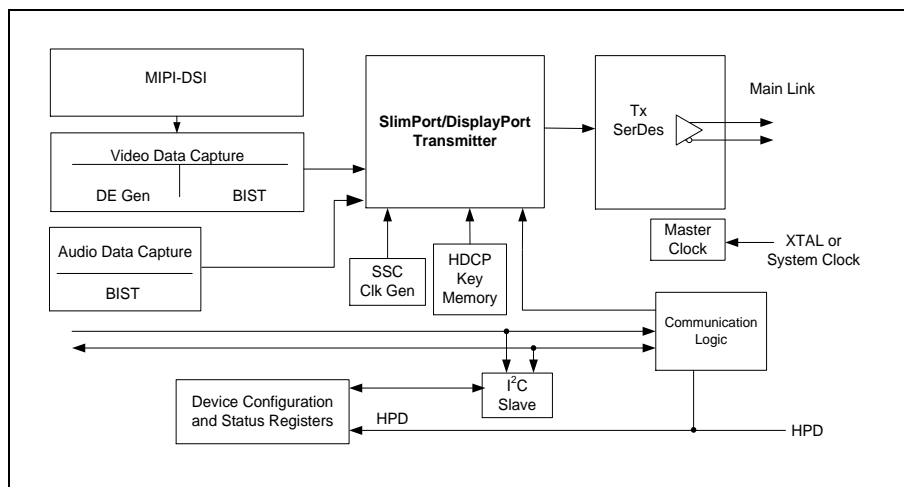 MIPI-DSI
Video Data Capture
DE Gen
BIST
Audio Data Capture
BIST
SlimPort/DisplayPort
Transmitter
SSC
Clk Gen
HDCP
Key
Memory
Tx
SerDes
Main Link
Master
Clock
XTAL or
System Clock
Communication
Logic
I²C
Slave
Device Configuration
and Status Registers
HPD
HPD